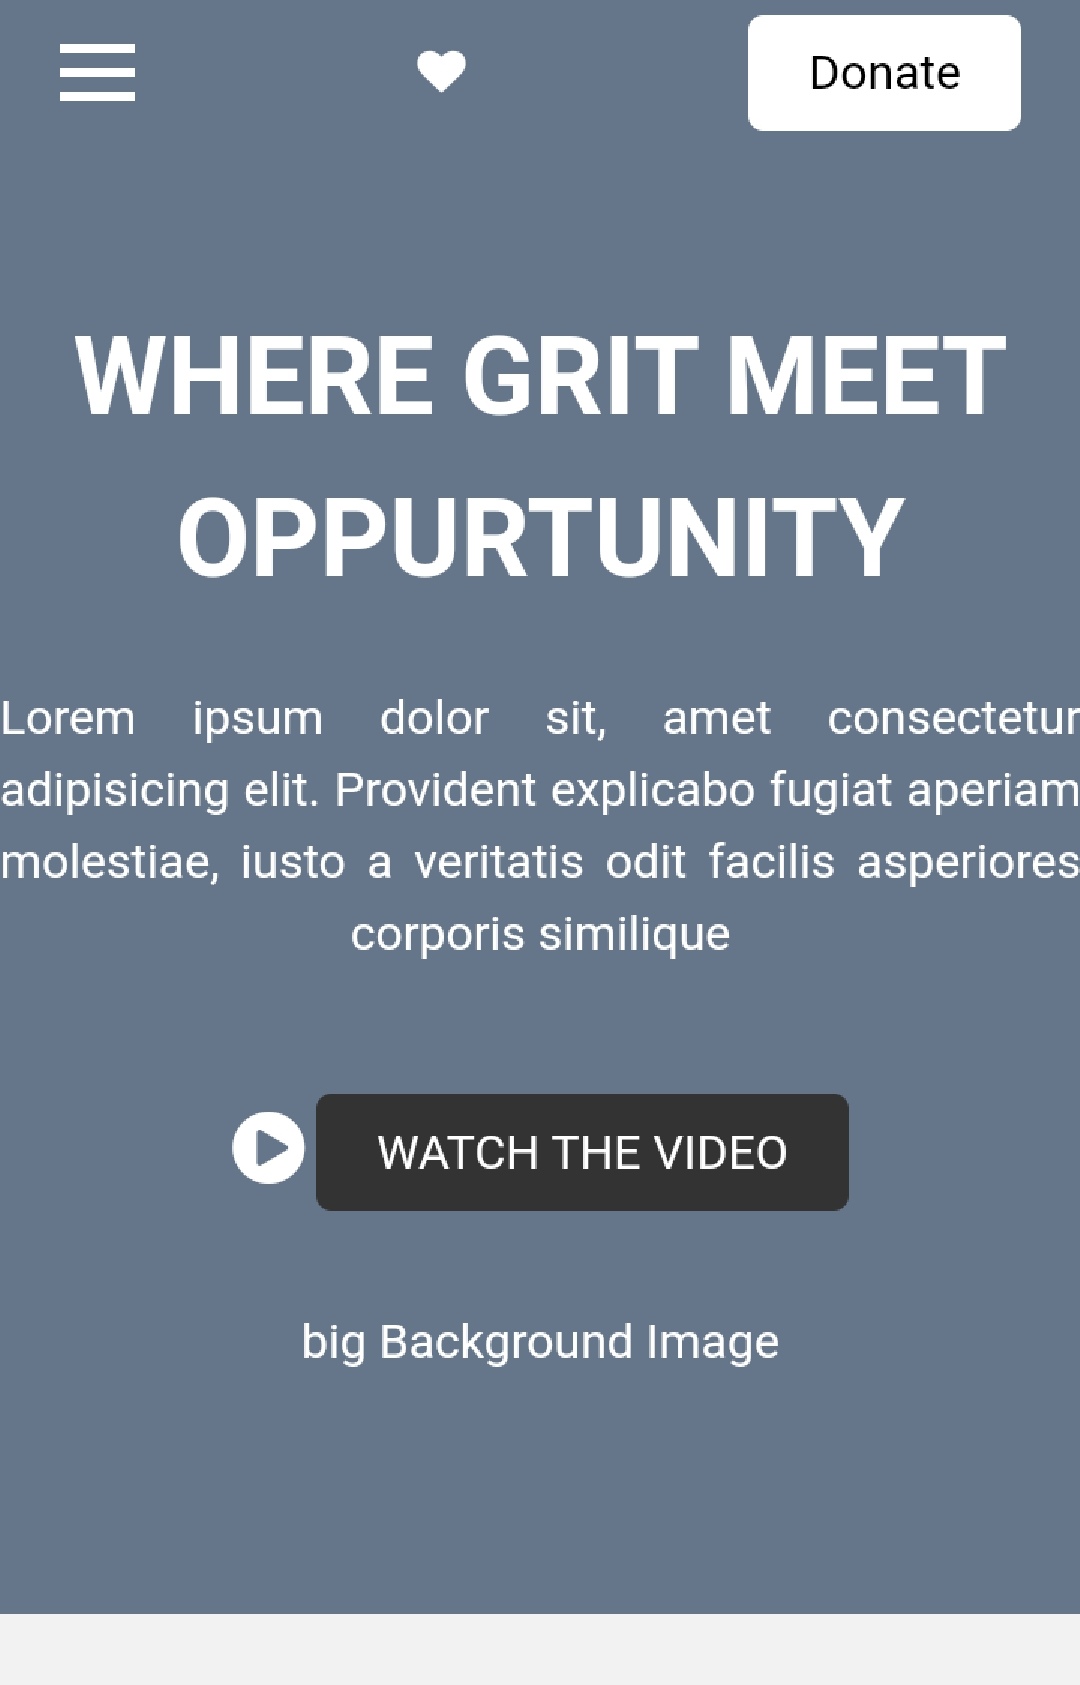 Donate
WHERE GRIT MEET
OPPURTUNITY
Lorem ipsum dolor sit, amet consectetur
adipisicing elit. Provident explicabo fugiat aperiam
molestiae, iusto a veritatis odit facilis asperiores
corporis similique
WATCH THE VIDEO
big Background Image